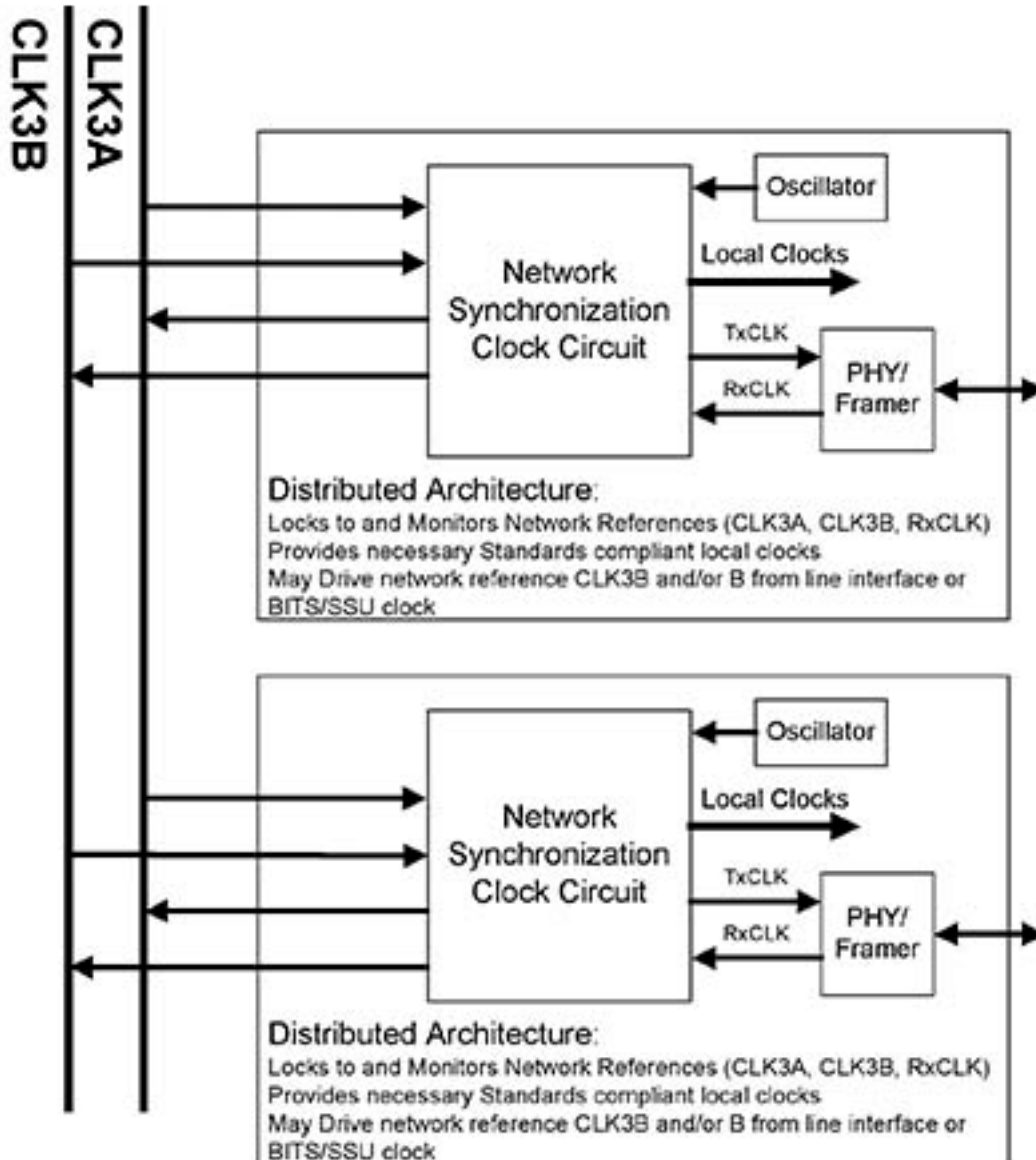 CLK3B
CLK3A
Oscillator
Local Clocks
Network
Synchronization
Clock Circuit
TxCLK
RxCLK
PHY/
Framer
Distributed Architecture:
Locks to and Monitors Network References (CLK3A, CLK3B, RxCLK)
Provides necessary Standards compliant local clocks
May Drive network reference CLK3B and/or B from line interface or
BITS/SSU clock
Oscillator
Local Clocks
Network
Synchronization
Clock Circuit
TxCLK
RxCLK
PHY/
Framer
Distributed Architecture:
Locks to and Monitors Network References (CLK3A, CLK3B, RxCLK)
Provides necessary Standards compliant local clocks
May Drive network reference CLK3B and/or B from line interface or
BITS/SSU clock